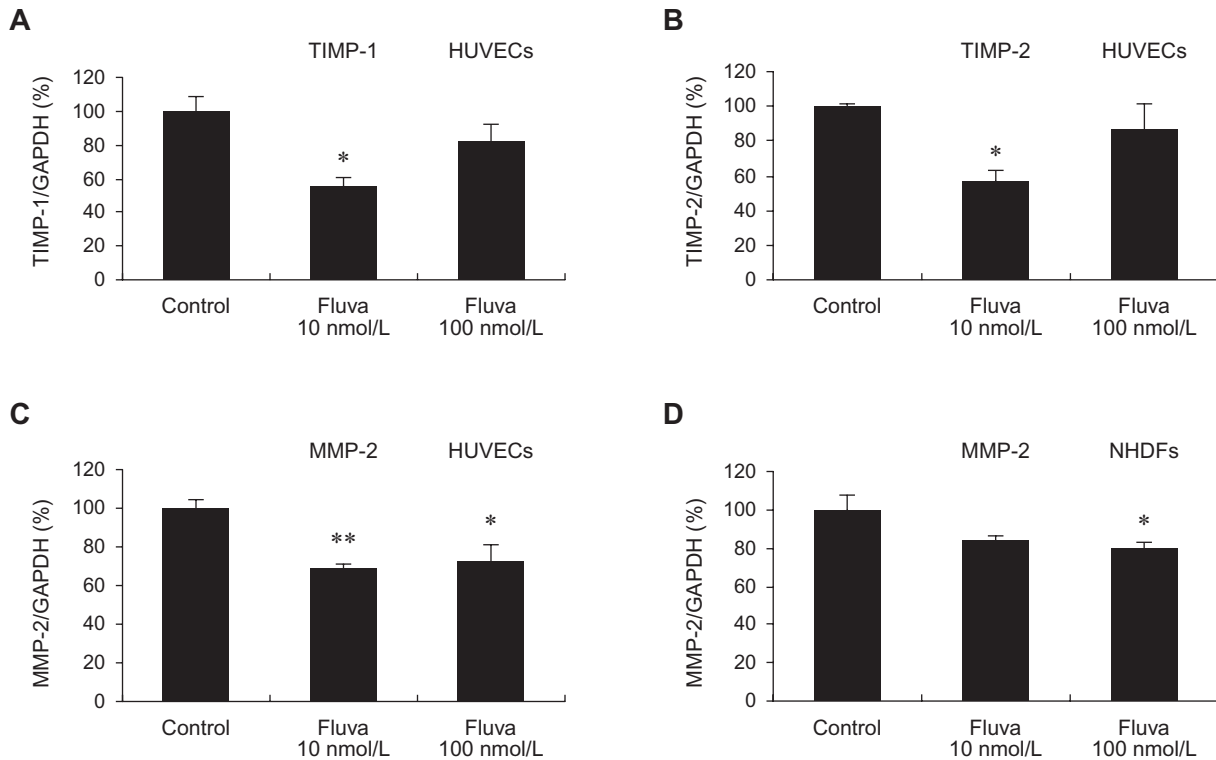 A
TIMP-1 HUVECs
TIMP-1/GAPDH (%)
120
100
80
60
40
20
0
*
Control
Fluva
10 nmol/L
Fluva
100 nmol/L
B
TIMP-2 HUVECs
TIMP-2/GAPDH (%)
120
100
80
60
40
20
0
*
Control
Fluva
10 nmol/L
Fluva
100 nmol/L
C
MMP-2 HUVECs
MMP-2/GAPDH (%)
120
100
80
60
40
20
0
**
*
Control
Fluva
10 nmol/L
Fluva
100 nmol/L
D
MMP-2 NHDFs
MMP-2/GAPDH (%)
120
100
80
60
40
20
0
*
Control
Fluva
10 nmol/L
Fluva
100 nmol/L